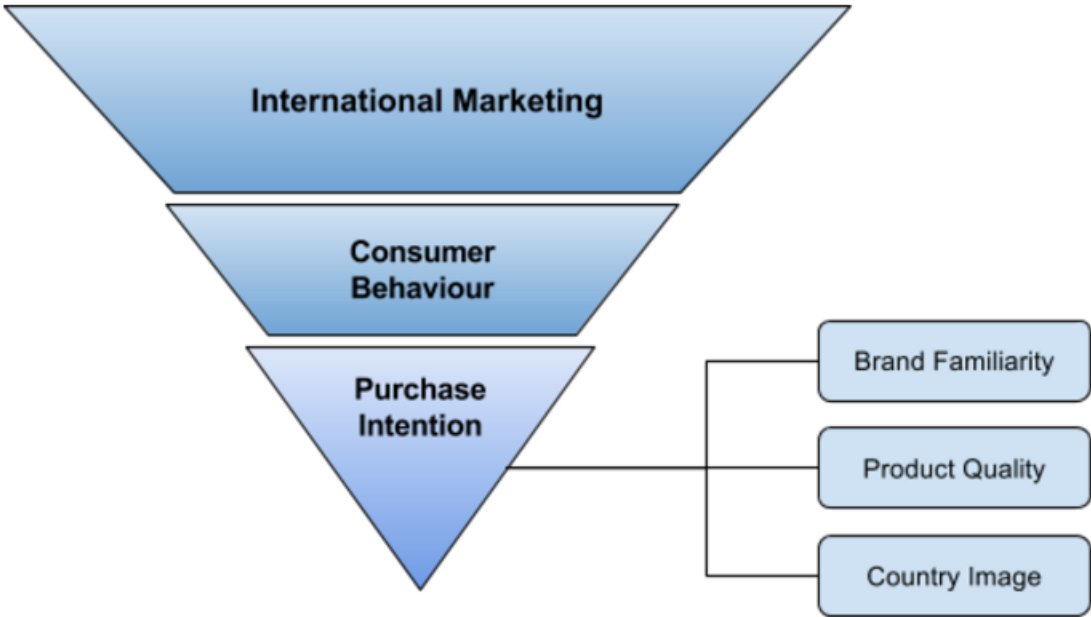 International Marketing
Consumer
Behaviour
Purchase
Intention
Brand Familiarity
Product Quality
Country Image